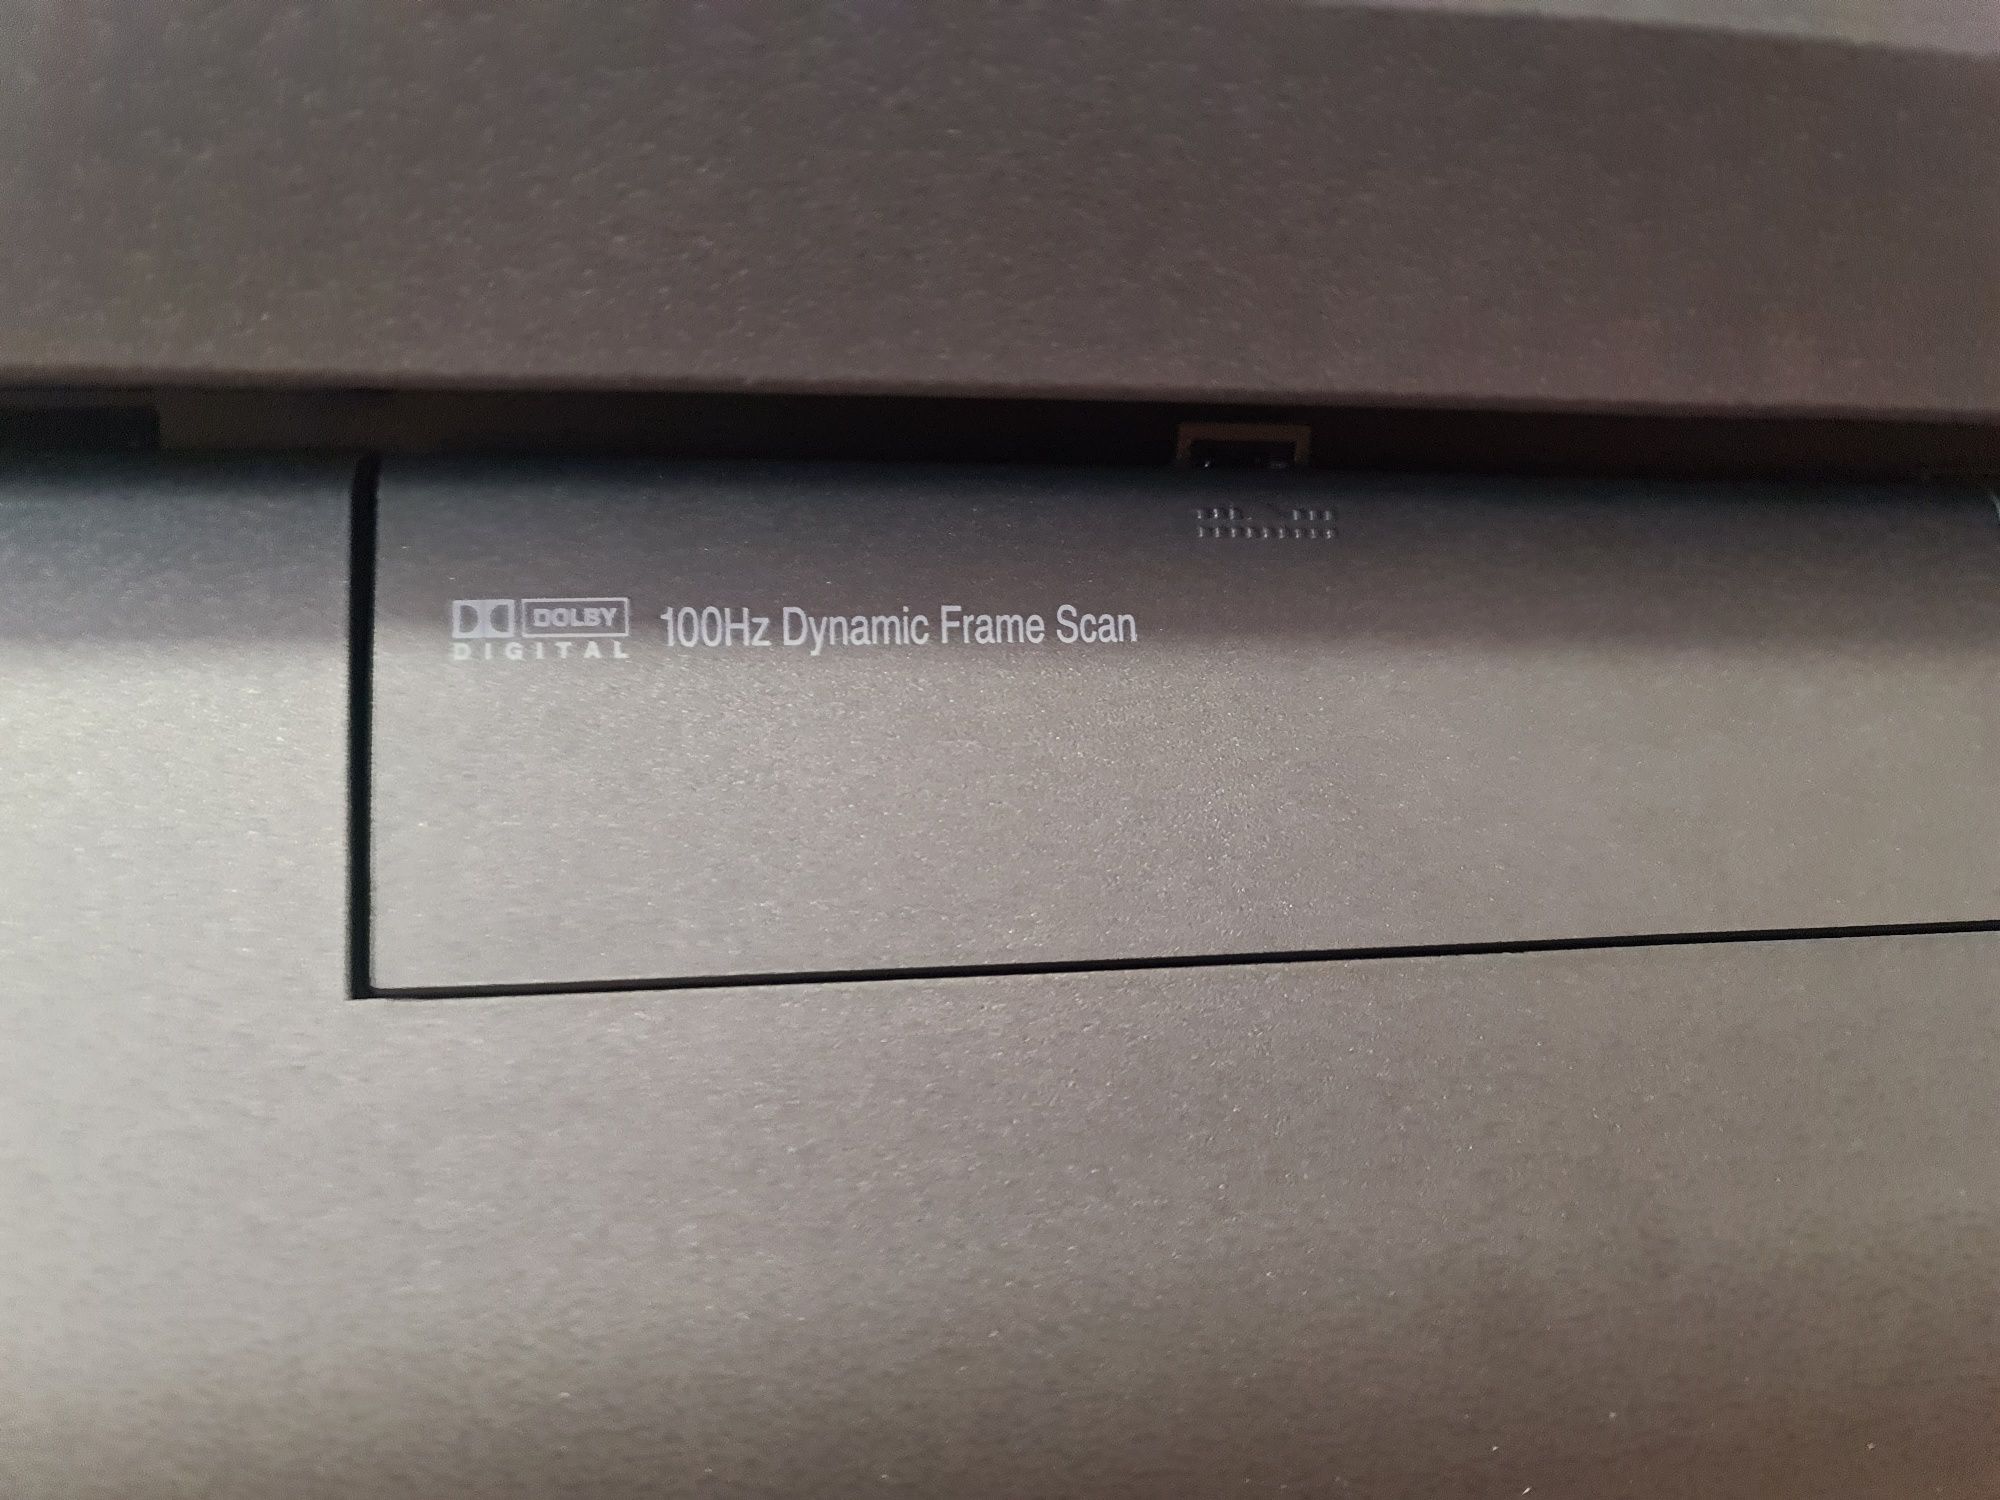 DOLBY 100Hz Dynamic Frame Scan
DIGITAL